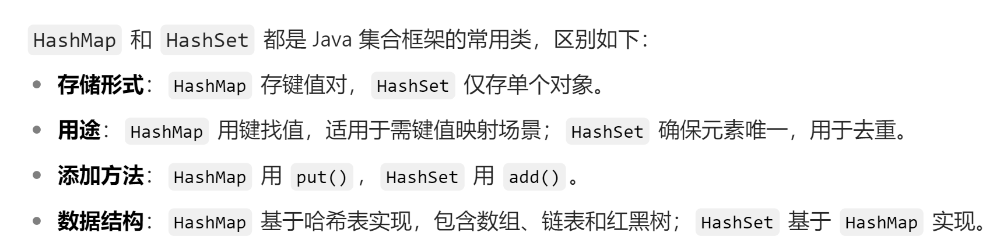 HashMap 和 HashSet 都是 Java 集合框架的常用类，区别如下：
• 存储形式： HashMap 存键值对， HashSet 仅存单个对象。
• 用途： HashMap 用键找值，适用于需键值映射场景； HashSet 确保元素唯一，用于去重。
• 添加方法： HashMap 用 put() ， HashSet 用 add() 。
• 数据结构： HashMap 基于哈希表实现，包含数组、链表和红黑树； HashSet 基于 HashMap 实现。